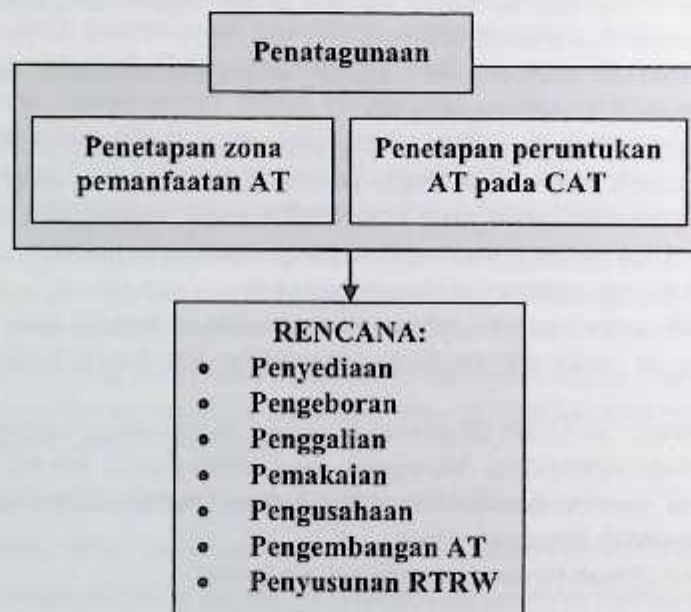 Penatagunaan
Penetapan zona
pemanfaatan AT
Penetapan peruntukan
AT pada CAT
RENCANA:
• Penyediaan
• Pengeboran
• Penggalian
• Pemakaian
• Pengusahaan
• Pengembangan AT
• Penyusunan RTRW